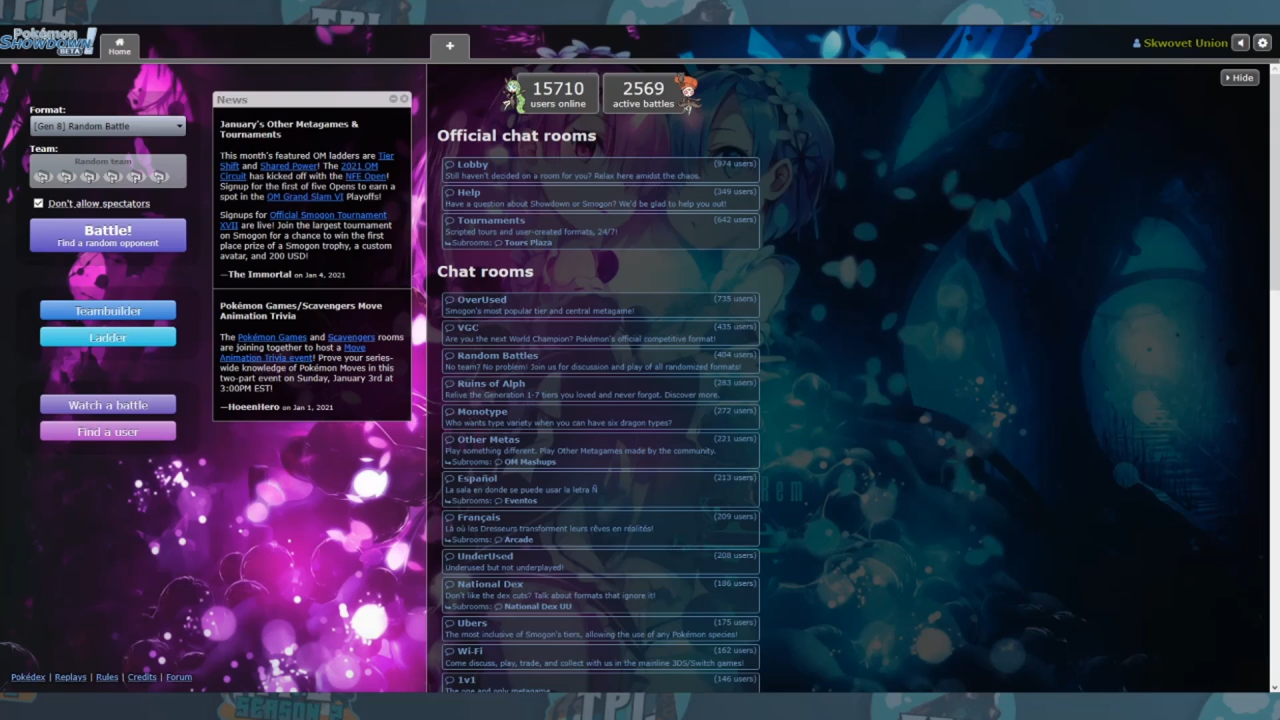 TPL
TPL
Pokémon
SHOWDOWN!
BETA
Home
+
Skwovet Union
Format:
[Gen 8] Random Battle
Team:
Random team
Don't allow spectators
Battle!
Find a random opponent
Teambuilder
Ladder
Watch a battle
Find a user
Pokédex | Replays | Rules | Credits | Forum
News
January's Other Metagames &
Tournaments
This month's featured OM ladders are Tier
Shift and Shared Power! The 2021 OM
Circuit has kicked off with the NFE Open!
Signup for the first of five Opens to earn a
spot in the OM Grand Slam VI Playoffs!
Signups for Official Smogon Tournament
XVII are live! Join the largest tournament
on Smogon for a chance to win the first
place prize of a Smogon trophy, a custom
avatar, and 200 USD!
—The Immortal on Jan 4, 2021
Pokémon Games/Scavengers Move
Animation Trivia
The Pokémon Games and Scavengers rooms
are joining together to host a Move
Animation Trivia event! Prove your series-
wide knowledge of Pokémon Moves in this
two-part event on Sunday, January 3rd at
3:00PM EST!
—HoeenHero on Jan 1, 2021
15710
users online
2569
active battles
Hide
Official chat rooms
Lobby (974 users)
Still haven't decided on a room for you? Relax here amidst the chaos.
Help (349 users)
Have a question about Showdown or Smogon? We'd be glad to help you out!
Tournaments (642 users)
Scripted tours and user-created formats, 24/7!
Subrooms: Tours Plaza
Chat rooms
OverUsed (735 users)
Smogon's most popular tier and central metagame!
VGC (435 users)
Are you the next World Champion? Pokémon's official competitive format!
Random Battles (404 users)
No team? No problem! Join us for discussion and play of all randomized formats!
Ruins of Alph (283 users)
Relive the Generation 1-7 tiers you loved and never forgot. Discover more.
Monotype (272 users)
Who wants type variety when you can have six dragon types?
Other Metas (221 users)
Play something different. Play Other Metagames made by the community.
Subrooms: OM Mashups
Español (213 users)
La sala en donde se puede usar la letra Ñ
Subrooms: Eventos
Français (209 users)
Là où les Dresseurs transforment leurs rêves en réalités!
Subrooms: Arcade
UnderUsed (208 users)
Underused but not underplayed!
National Dex (186 users)
Don't like the dex cuts? Talk about formats that ignore it!
Subrooms: National Dex UU
Ubers (175 users)
The most inclusive of Smogon's tiers, allowing the use of any Pokémon species!
Wi-Fi (162 users)
Come discuss, play, trade, and collect with us in the mainline 3DS/Switch games!
1v1 (146 users)
The one and only metagame
SEASON
TPL
TPL